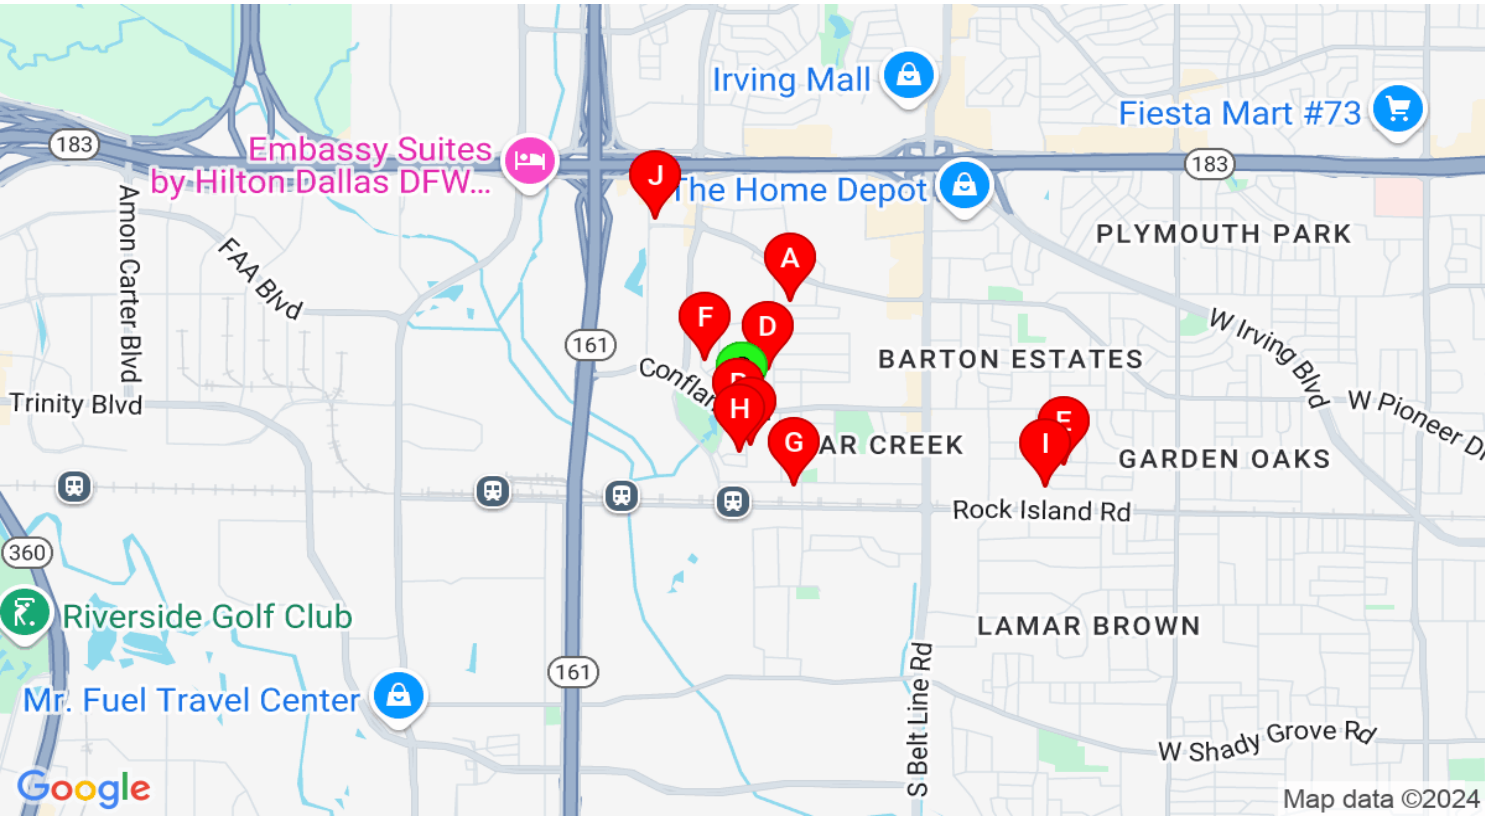 Irving Mall
Fiesta Mart #73
183
Embassy Suites
by Hilton Dallas DFW...
183
J
The Home Depot
Amon Carter Blvd
FAA Blvd
PLYMOUTH PARK
A
F
D
W Irving Blvd
161
BARTON ESTATES
Trinity Blvd
W Pioneer Dr
H
G
AR CREEK
E
I
GARDEN OAKS
Rock Island Rd
360
Riverside Golf Club
LAMAR BROWN
161
Mr. Fuel Travel Center
S Belt Line Rd
W Shady Grove Rd
Google
Map data ©2024